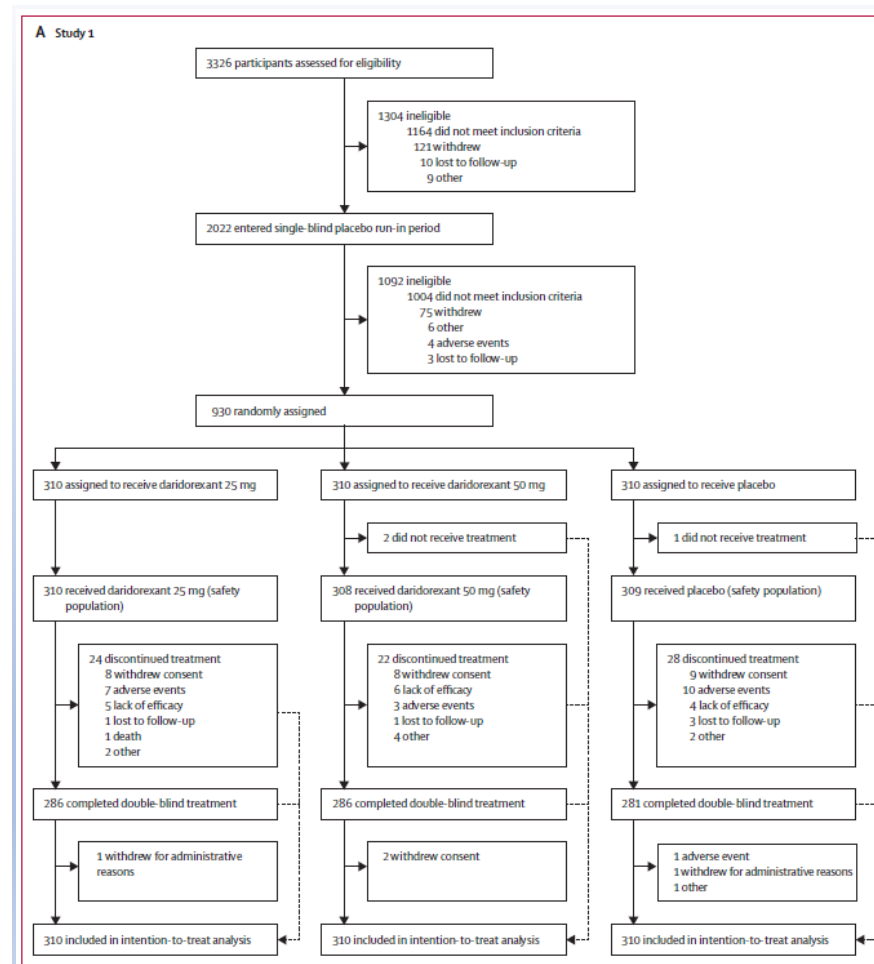 A Study 1
3326 participants assessed for eligibility
1304 ineligible
1164 did not meet inclusion criteria
121 withdrew
10 lost to follow-up
9 other
2022 entered single-blind placebo run-in period
1092 ineligible
1004 did not meet inclusion criteria
75 withdrew
6 other
4 adverse events
3 lost to follow-up
930 randomly assigned
310 assigned to receive daridorexant 25 mg
310 assigned to receive daridorexant 50 mg
310 assigned to receive placebo
2 did not receive treatment
1 did not receive treatment
310 received daridorexant 25 mg (safety
population)
308 received daridorexant 50 mg (safety
population)
309 received placebo (safety population)
24 discontinued treatment
8 withdrew consent
7 adverse events
5 lack of efficacy
1 lost to follow-up
1 death
2 other
22 discontinued treatment
8 withdrew consent
6 lack of efficacy
3 adverse events
1 lost to follow-up
4 other
28 discontinued treatment
9 withdrew consent
10 adverse events
4 lack of efficacy
3 lost to follow-up
2 other
286 completed double-blind treatment
286 completed double-blind treatment
281 completed double-blind treatment
1 withdrew for administrative
reasons
2 withdrew consent
1 adverse event
1 withdrew for administrative reasons
1 other
310 included in intention-to-treat analysis
310 included in intention-to-treat analysis
310 included in intention-to-treat analysis